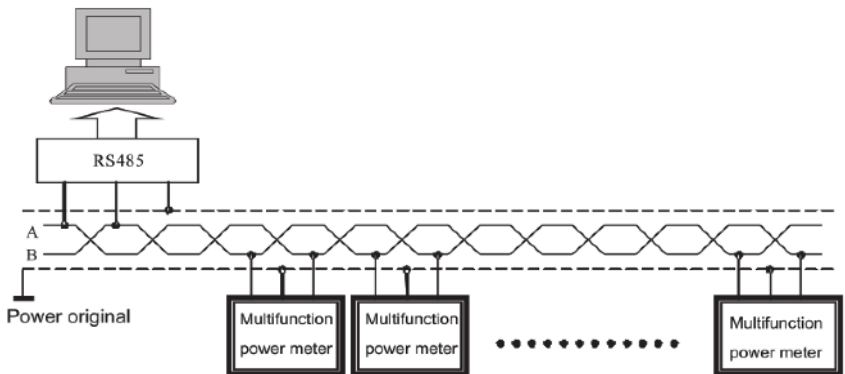 RS485
A
B
Power original
Multifunction
power meter
Multifunction
power meter
Multifunction
power meter